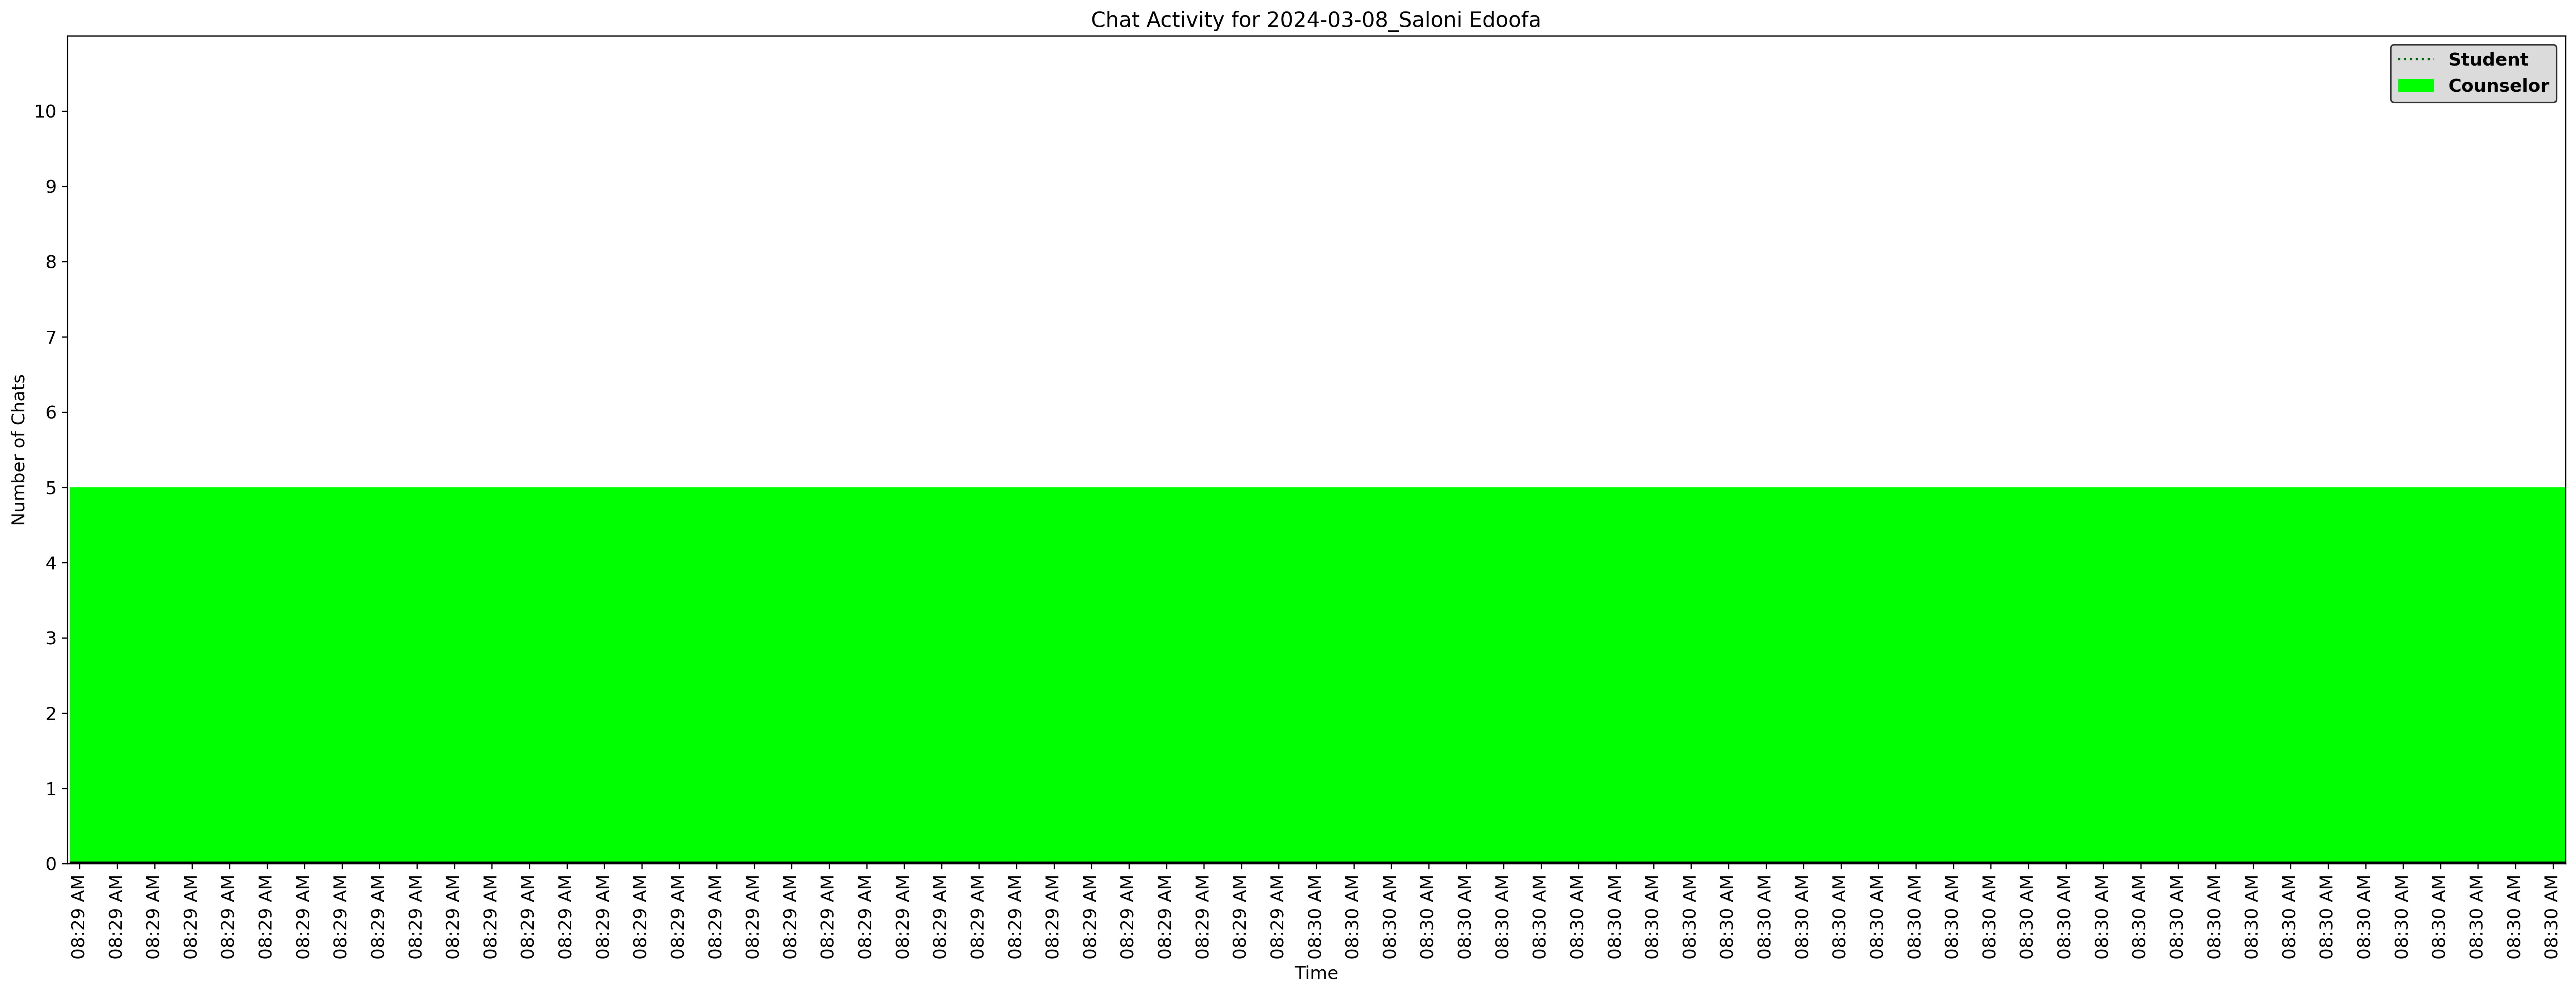 Chat Activity for 2024-03-08_Saloni Edoofa
Student
Counselor
Number of Chats
10
9
8
7
6
5
4
3
2
1
0
08:29 AM 08:29 AM 08:29 AM 08:29 AM 08:29 AM 08:29 AM 08:29 AM 08:29 AM 08:29 AM 08:29 AM 08:29 AM 08:29 AM 08:29 AM 08:29 AM 08:29 AM 08:29 AM 08:29 AM 08:29 AM 08:29 AM 08:29 AM 08:29 AM 08:29 AM 08:29 AM 08:29 AM 08:29 AM 08:29 AM 08:29 AM 08:29 AM 08:29 AM 08:29 AM 08:29 AM 08:29 AM 08:29 AM 08:30 AM 08:30 AM 08:30 AM 08:30 AM 08:30 AM 08:30 AM 08:30 AM 08:30 AM 08:30 AM 08:30 AM 08:30 AM 08:30 AM 08:30 AM 08:30 AM 08:30 AM 08:30 AM 08:30 AM 08:30 AM 08:30 AM 08:30 AM 08:30 AM 08:30 AM 08:30 AM 08:30 AM 08:30 AM 08:30 AM 08:30 AM 08:30 AM 08:30 AM 08:30 AM 08:30 AM 08:30 AM 08:30 AM 08:30 AM
Time